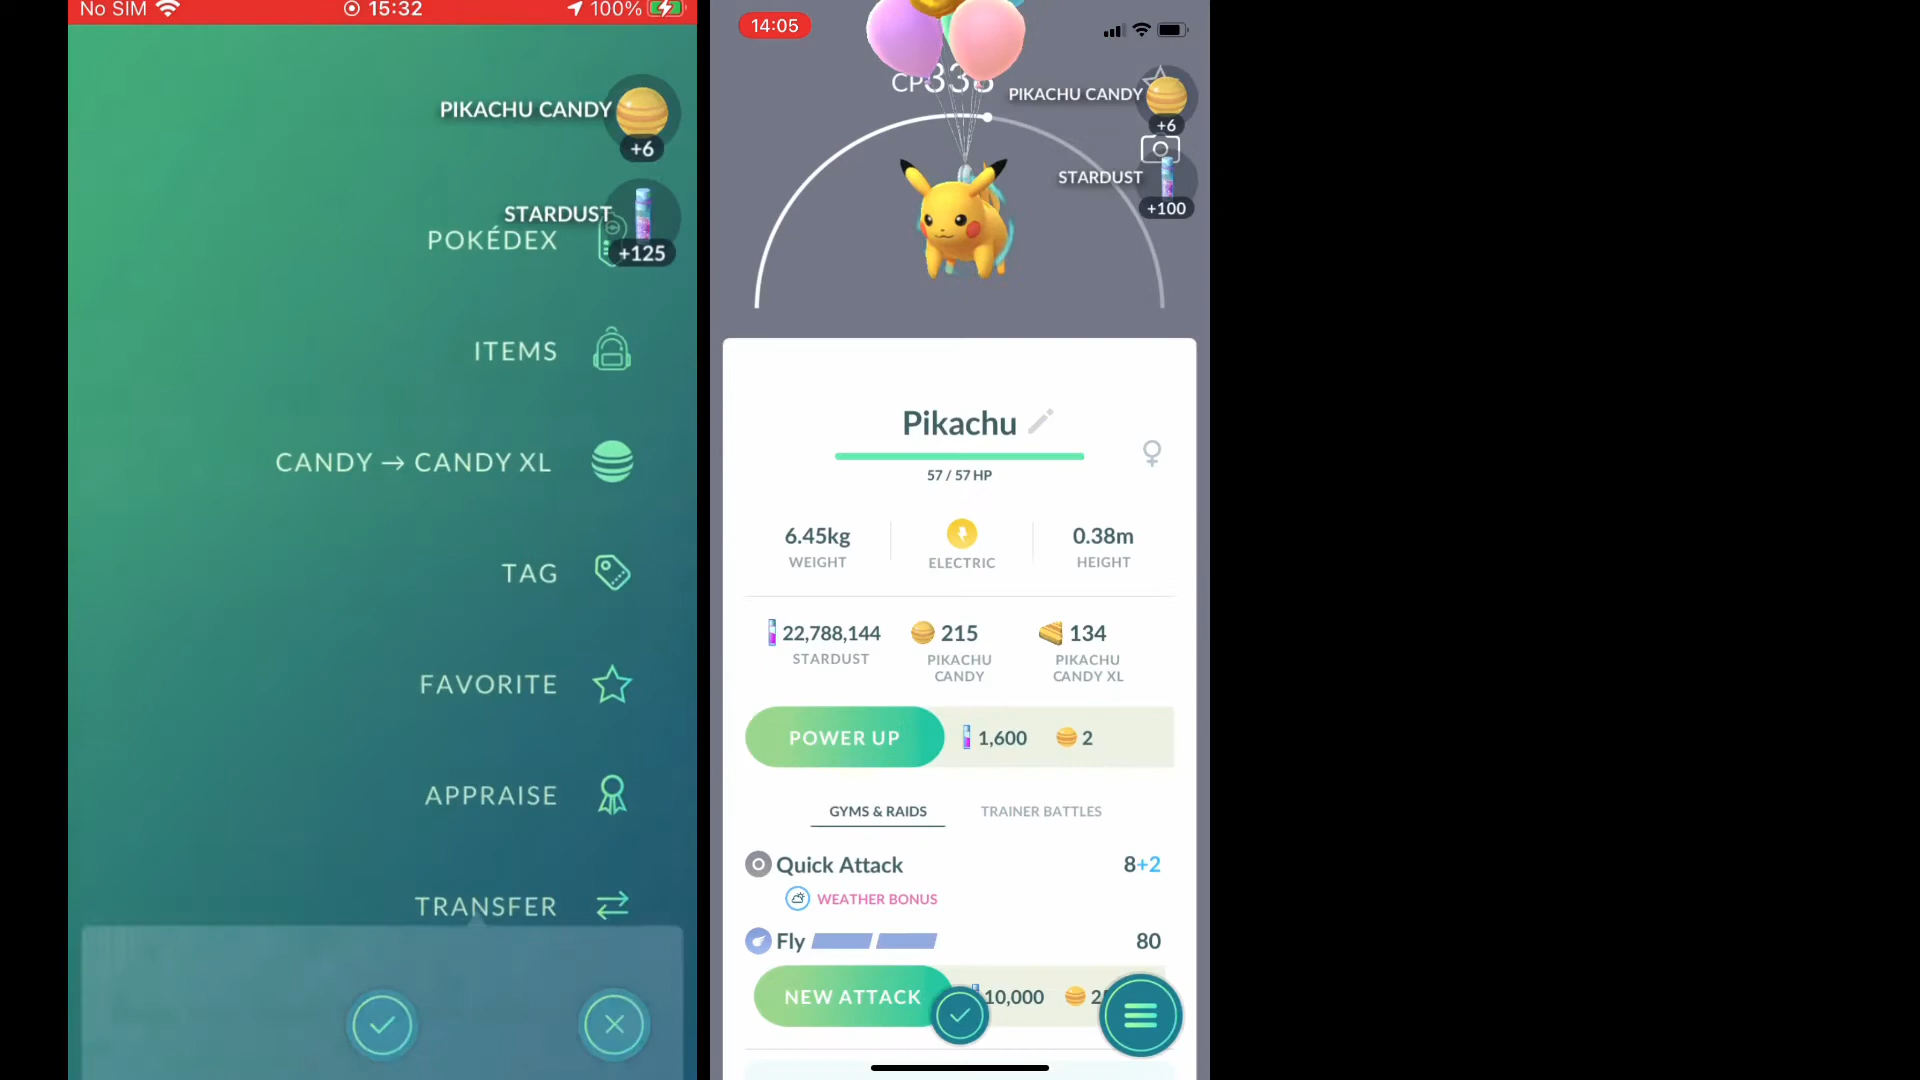 No SIM 15:32 100%
PIKACHU CANDY
+6
STARDUST
+125
POKÉDEX
ITEMS
CANDY → CANDY XL
TAG
FAVORITE
APPRAISE
TRANSFER
14:05
PIKACHU CANDY
+6
STARDUST
+100
Pikachu
57 / 57 HP
6.45kg
WEIGHT
ELECTRIC
0.38m
HEIGHT
22,788,144
STARDUST
215
PIKACHU
CANDY
134
PIKACHU
CANDY XL
POWER UP 1,600 2
GYMS & RAIDS TRAINER BATTLES
Quick Attack 8+2
WEATHER BONUS
Fly 80
NEW ATTACK 10,000